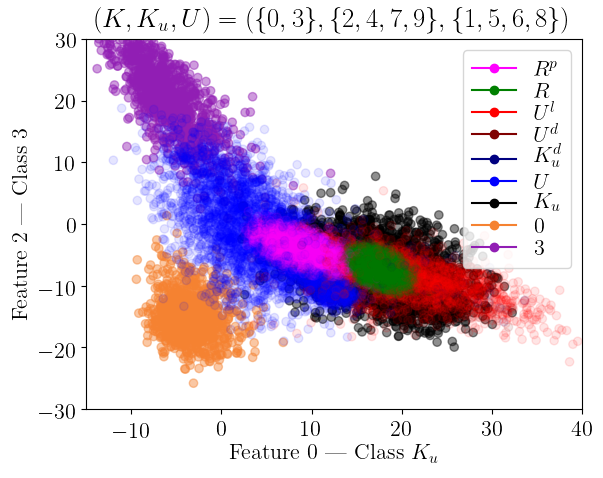 (K, K_u, U) = ({0, 3}, {2, 4, 7, 9}, {1, 5, 6, 8})
30
20
10
0
−10
−20
−30
Feature 2 — Class 3
R^p
R
U^l
U^d
K_u^d
U
K_u
0
3
−10
0
10
20
30
40
Feature 0 — Class K_u